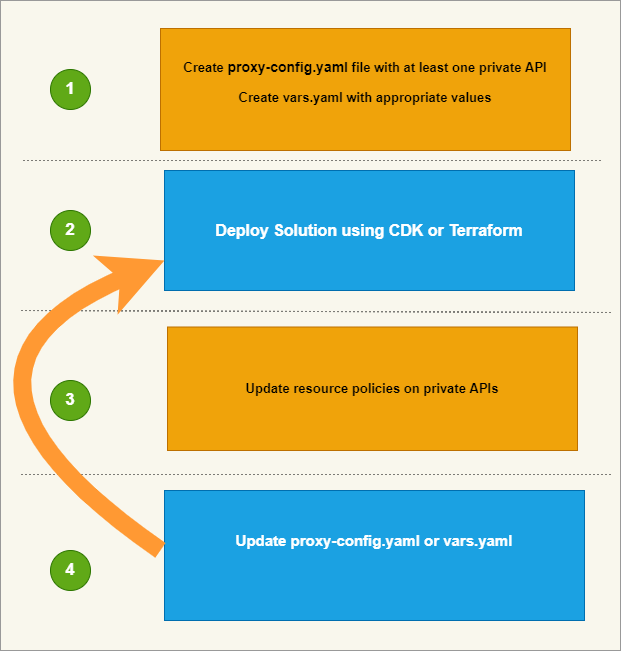 1
Create proxy-config.yaml file with at least one private API
Create vars.yaml with appropriate values
2
Deploy Solution using CDK or Terraform
3
Update resource policies on private APIs
4
Update proxy-config.yaml or vars.yaml